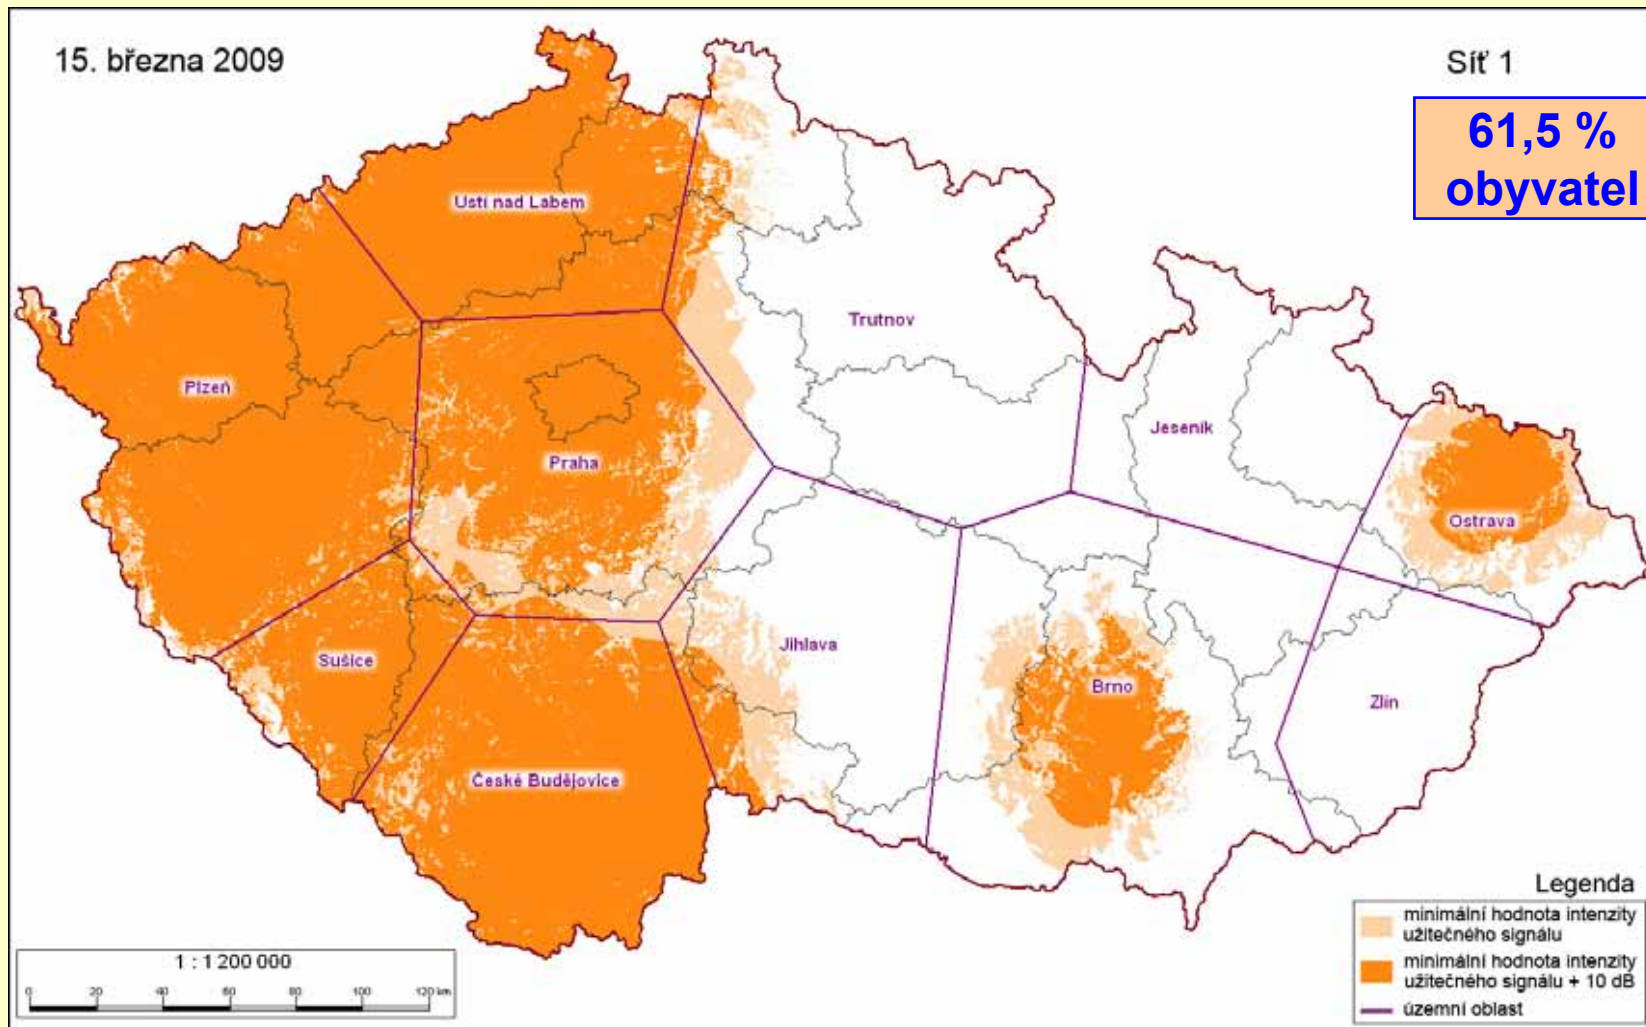 15. března 2009
Síť 1
61,5 %
obyvatel
Ústí nad Labem
Trutnov
Plzeň
Jeseník
Praha
Ostrava
Sušice
Jihlava
Brno
Zlín
České Budějovice
Legenda
minimální hodnota intenzity
užitečného signálu
minimální hodnota intenzity
užitečného signálu + 10 dB
územní oblast
1 : 1 200 000
0 20 40 60 80 100 120 km